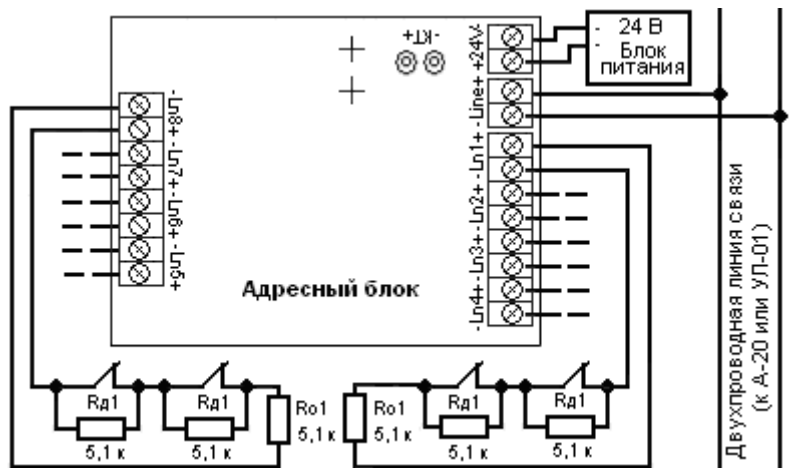 -КТ+
+24V-
- 24 В
- Блок
питания
- Line+
-Ln8+
- Ln7+
- Ln6+
- Ln5+
- Ln1+
-Ln2+
-Ln3+
-Ln4+
Адресный блок
Двухпроводная линия связи
(к А-20 или УЛ-01)
Rд1
5,1 к
Rд1
5,1 к
Rо1
5,1 к
Rо1
5,1 к
Rд1
5,1 к
Rд1
5,1 к